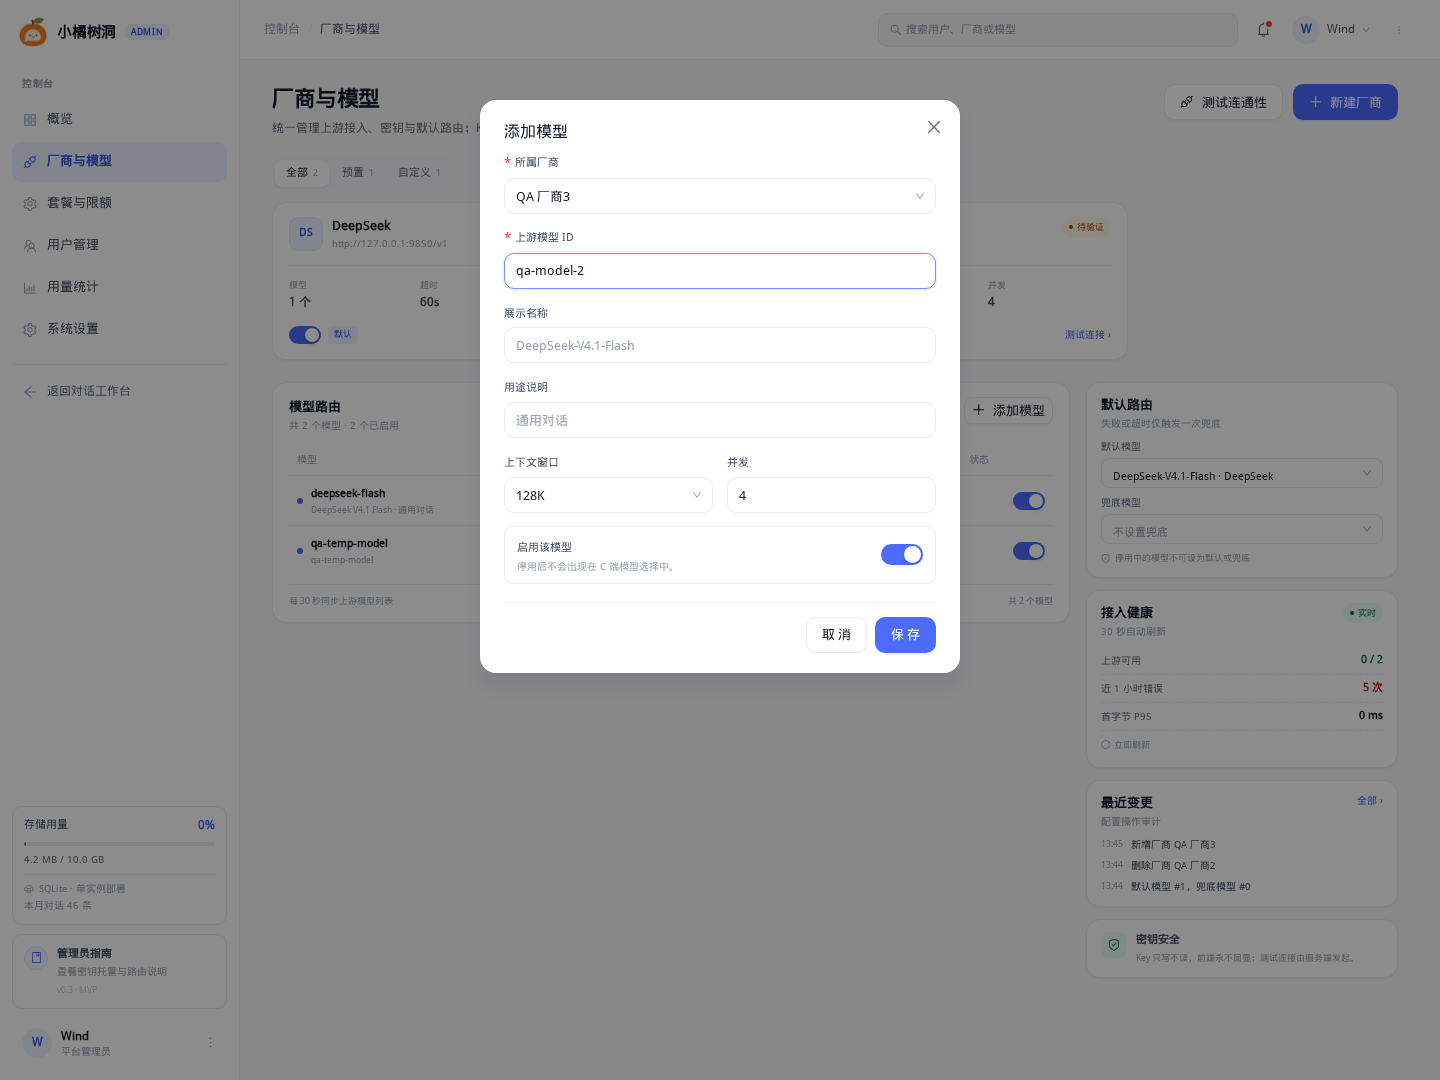 小橘树洞 ADMIN
控制台
概览
厂商与模型
套餐与限额
用户管理
用量统计
系统设置
返回对话工作台
存储用量 0%
4.2 MB / 10.0 GB
SQLite · 单实例部署
本月对话 46 条
管理员指南
查看密钥托管与路由说明
v0.3 · MVP
W Wind
平台管理员
控制台 / 厂商与模型
搜索用户、厂商或模型
W Wind
厂商与模型
统一管理上游接入、密钥与默认路由；
测试连通性
新建厂商
全部 2 预置 1 自定义 1
DS DeepSeek
http://127.0.0.1:9850/v1
待验证
模型 超时 并发
1 个 60s 4
默认
测试连接 ›
模型路由
共 2 个模型 · 2 个已启用
添加模型
模型 状态
deepseek-flash
DeepSeek V4.1 Flash · 通用对话
qa-temp-model
qa-temp-model
每 30 秒同步上游模型列表
共 2 个模型
添加模型
* 所属厂商
QA 厂商3
* 上游模型 ID
qa-model-2
展示名称
DeepSeek-V4.1-Flash
用途说明
通用对话
上下文窗口 并发
128K 4
启用该模型
停用后不会出现在 C 端模型选择中。
取 消 保 存
默认路由
失败或超时仅触发一次兜底
默认模型
DeepSeek-V4.1-Flash · DeepSeek
兜底模型
不设置兜底
停用中的模型不可设为默认或兜底
接入健康 实时
30 秒自动刷新
上游可用 0 / 2
近 1 小时错误 5 次
首字节 P95 0 ms
立即刷新
最近变更 全部 ›
配置操作审计
13:45 新增厂商 QA 厂商3
13:44 删除厂商 QA 厂商2
13:44 默认模型 #1，兜底模型 #0
密钥安全
Key 只写不读，前端永不回显；测试连接由服务端发起。